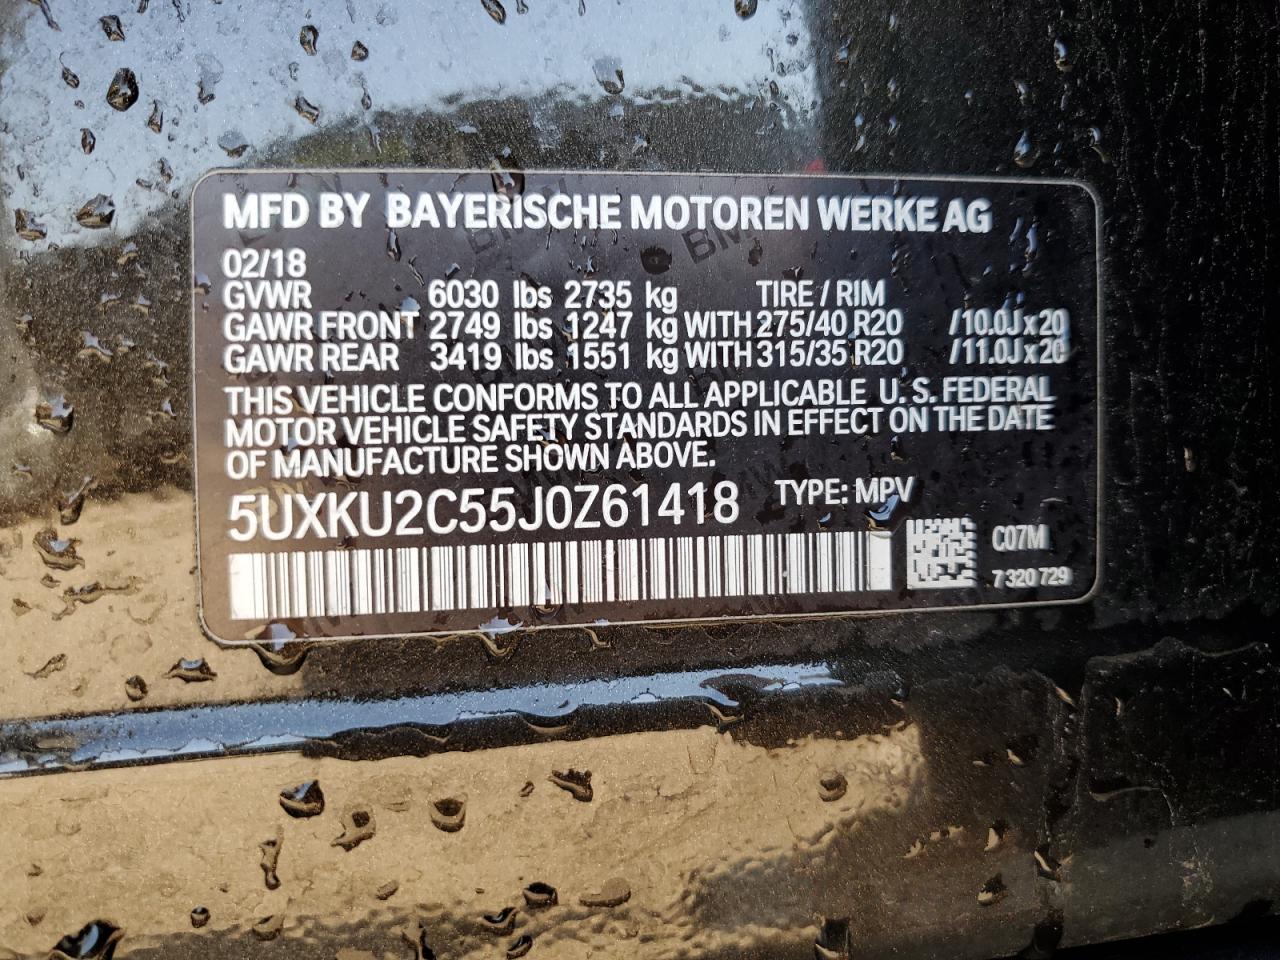 MFD BY BAYERISCHE MOTOREN WERKE AG
02/18
GVWR 6030 lbs 2735 kg TIRE / RIM
GAWR FRONT 2749 lbs 1247 kg WITH 275/40 R20 /10.0J x 20
GAWR REAR 3419 lbs 1551 kg WITH 315/35 R20 /11.0J x 20
THIS VEHICLE CONFORMS TO ALL APPLICABLE U.S. FEDERAL
MOTOR VEHICLE SAFETY STANDARDS IN EFFECT ON THE DATE
OF MANUFACTURE SHOWN ABOVE.
5UXKU2C55J0Z61418 TYPE: MPV
C07M
7 320 729